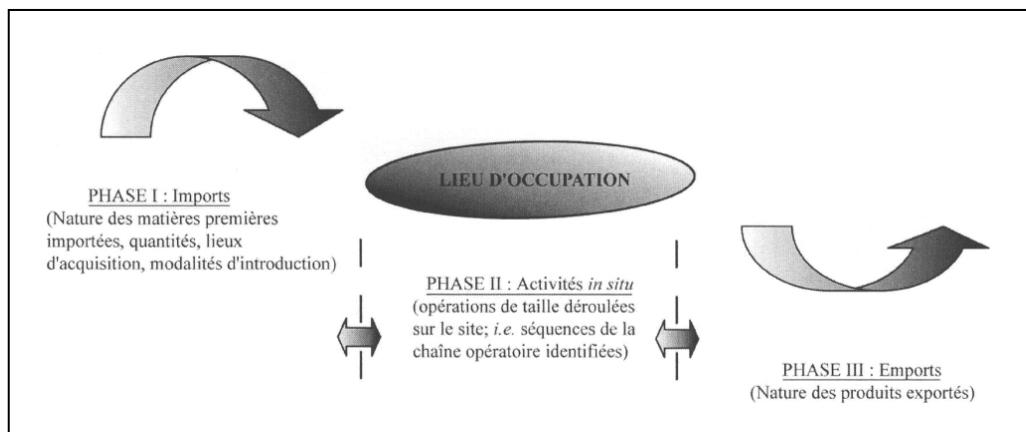 LIEU D'OCCUPATION
PHASE I : Imports
(Nature des matières premières
importées, quantités, lieux
d'acquisition, modalités d'introduction)
PHASE II : Activités in situ
(opérations de taille déroulées
sur le site; i.e. séquences de la
chaîne opératoire identifiées)
PHASE III : Emports
(Nature des produits exportés)